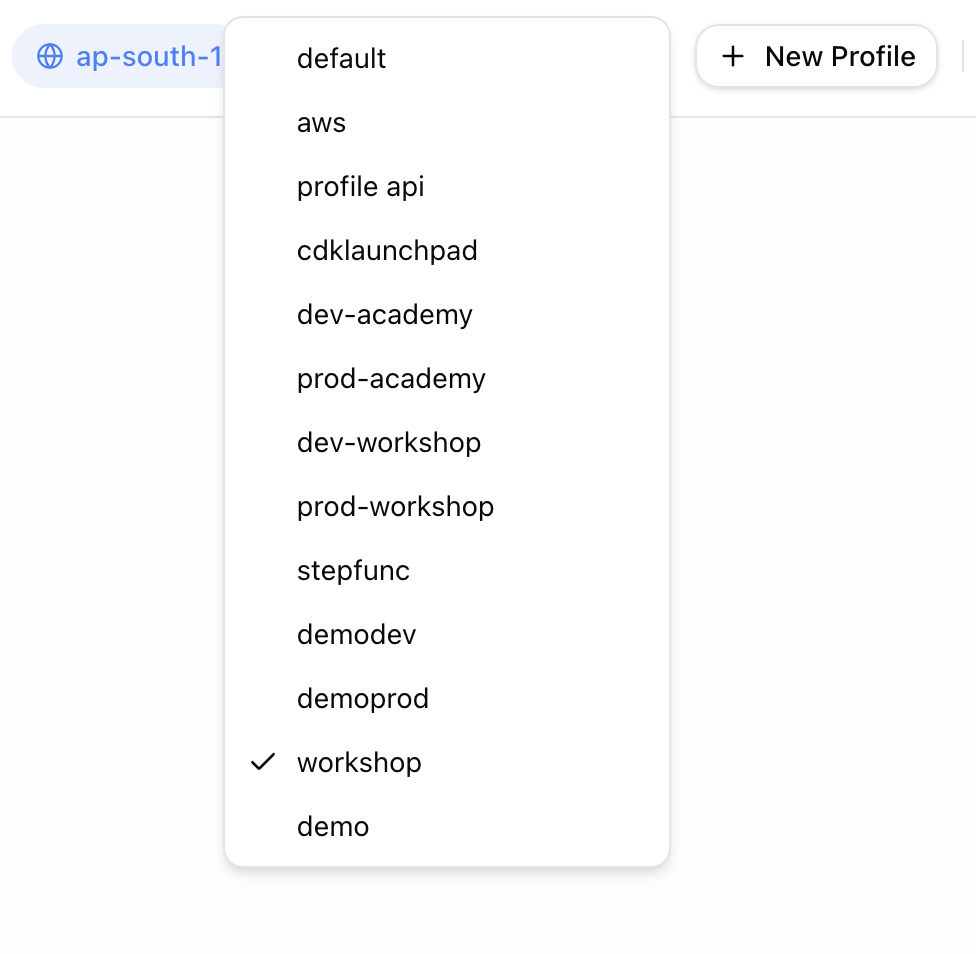 ap-south-1
default
New Profile
aws
profile api
cdklaunchpad
dev-academy
prod-academy
dev-workshop
prod-workshop
stepfunc
demodev
demoprod
workshop
demo